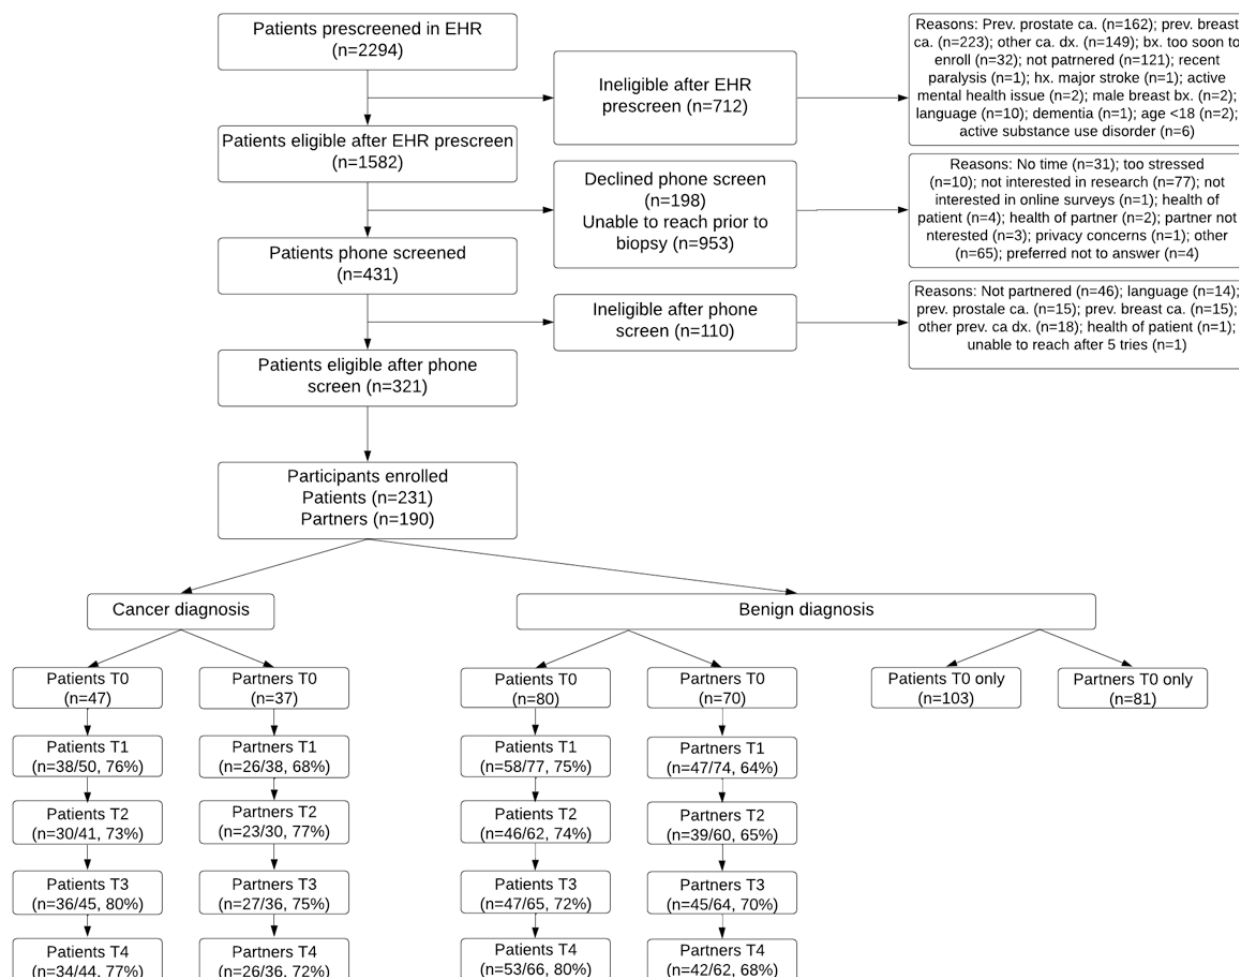 Patients prescreened in EHR
(n=2294)
Reasons: Prev. prostate ca. (n=162); prev. breast
ca. (n=223); other ca. dx. (n=149); bx. too soon to
enroll (n=32); not patrnered (n=121); recent
paralysis (n=1); hx. major stroke (n=1); active
mental health issue (n=2); male breast bx. (n=2);
language (n=10); dementia (n=1); age <18 (n=2);
active substance use disorder (n=6)
Ineligible after EHR
prescreen (n=712)
Patients eligible after EHR prescreen
(n=1582)
Declined phone screen
(n=198)
Unable to reach prior to
biopsy (n=953)
Reasons: No time (n=31); too stressed
(n=10); not interested in research (n=77); not
interested in online surveys (n=1); health of
patient (n=4); health of partner (n=2); partner not
nterested (n=3); privacy concerns (n=1); other
(n=65); preferred not to answer (n=4)
Patients phone screened
(n=431)
Ineligible after phone
screen (n=110)
Reasons: Not partnered (n=46); language (n=14);
prev. prostale ca. (n=15); prev. breast ca. (n=15);
other prev. ca dx. (n=18); health of patient (n=1);
unable to reach after 5 tries (n=1)
Patients eligible after phone
screen (n=321)
Participants enrolled
Patients (n=231)
Partners (n=190)
Cancer diagnosis
Benign diagnosis
Patients T0
(n=47)
Partners T0
(n=37)
Patients T0
(n=80)
Partners T0
(n=70)
Patients T0 only
(n=103)
Partners T0 only
(n=81)
Patients T1
(n=38/50, 76%)
Partners T1
(n=26/38, 68%)
Patients T1
(n=58/77, 75%)
Partners T1
(n=47/74, 64%)
Patients T2
(n=30/41, 73%)
Partners T2
(n=23/30, 77%)
Patients T2
(n=46/62, 74%)
Partners T2
(n=39/60, 65%)
Patients T3
(n=36/45, 80%)
Partners T3
(n=27/36, 75%)
Patients T3
(n=47/65, 72%)
Partners T3
(n=45/64, 70%)
Patients T4
(n=34/44, 77%)
Partners T4
(n=26/36, 72%)
Patients T4
(n=53/66, 80%)
Partners T4
(n=42/62, 68%)